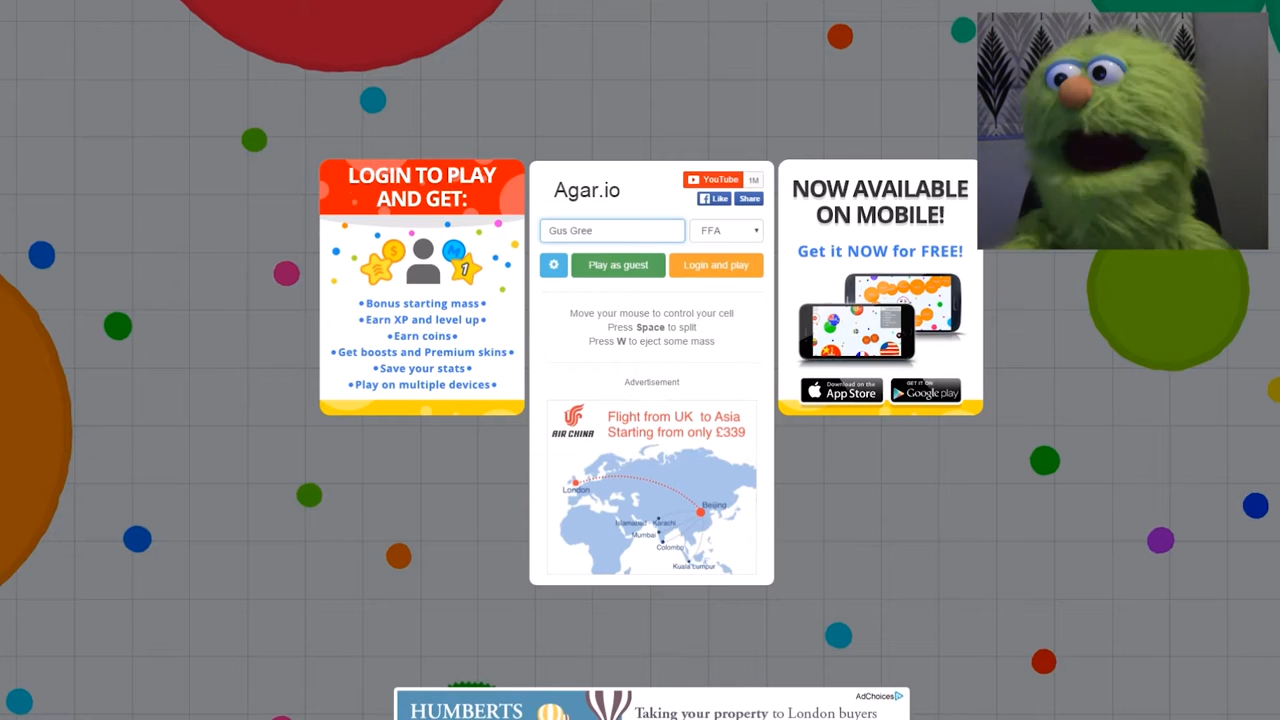 LOGIN TO PLAY
AND GET:
Bonus starting mass
Earn XP and level up
Earn coins
Get boosts and Premium skins
Save your stats
Play on multiple devices
Agar.io
YouTube 1M
Like Share
Gus Gree FFA
Play as guest Login and play
Move your mouse to control your cell
Press Space to split
Press W to eject some mass
Advertisement
AIR CHINA
Flight from UK to Asia
Starting from only £339
London
Beijing
Islamabad Karachi
Mumbai
Colombo
Kuala Lumpur
NOW AVAILABLE
ON MOBILE!
Get it NOW for FREE!
Download on the
App Store
GET IT ON
Google play
AdChoices
HUMBERTS
Taking your property to London buyers